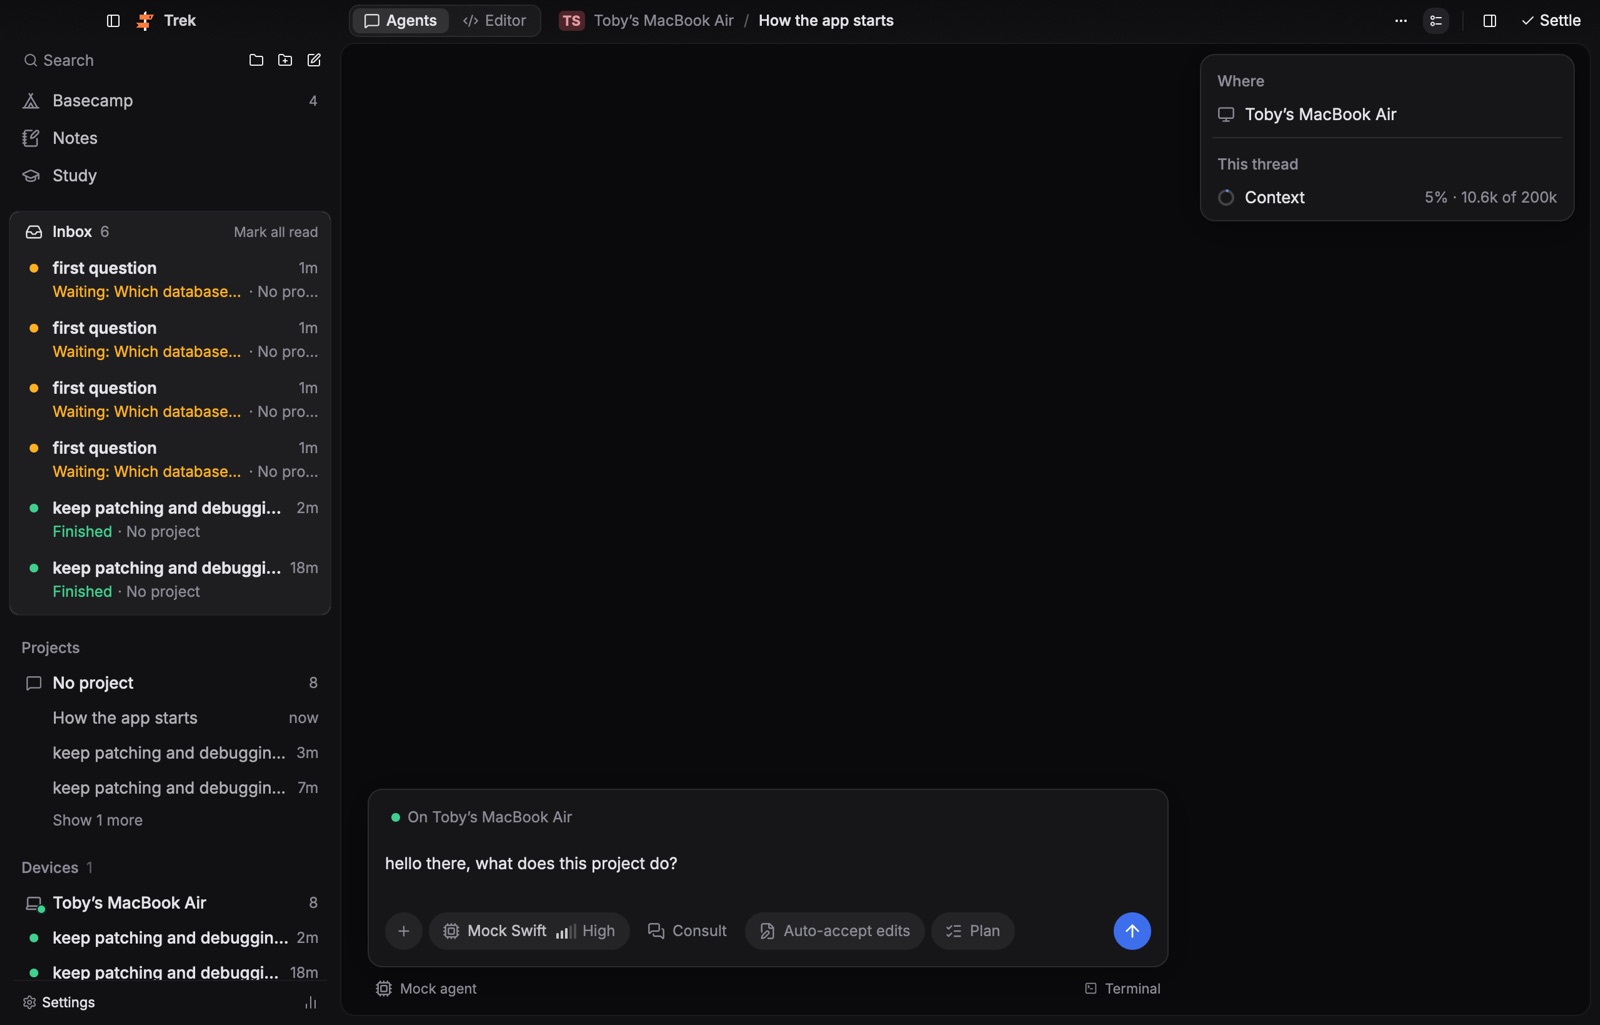 Trek
Agents
Editor
TS Toby’s MacBook Air / How the app starts
Settle
Search
Basecamp 4
Notes
Study
Inbox 6 Mark all read
first question 1m
Waiting: Which database... · No pro...
first question 1m
Waiting: Which database... · No pro...
first question 1m
Waiting: Which database... · No pro...
first question 1m
Waiting: Which database... · No pro...
keep patching and debuggi... 2m
Finished · No project
keep patching and debuggi... 18m
Finished · No project
Projects
No project 8
How the app starts now
keep patching and debuggin... 3m
keep patching and debuggin... 7m
Show 1 more
Devices 1
Toby’s MacBook Air 8
keep patching and debuggin... 2m
keep patching and debuggi... 18m
Settings
Where
Toby’s MacBook Air
This thread
Context 5% · 10.6k of 200k
On Toby’s MacBook Air
hello there, what does this project do?
+ Mock Swift High Consult Auto-accept edits Plan
Mock agent Terminal